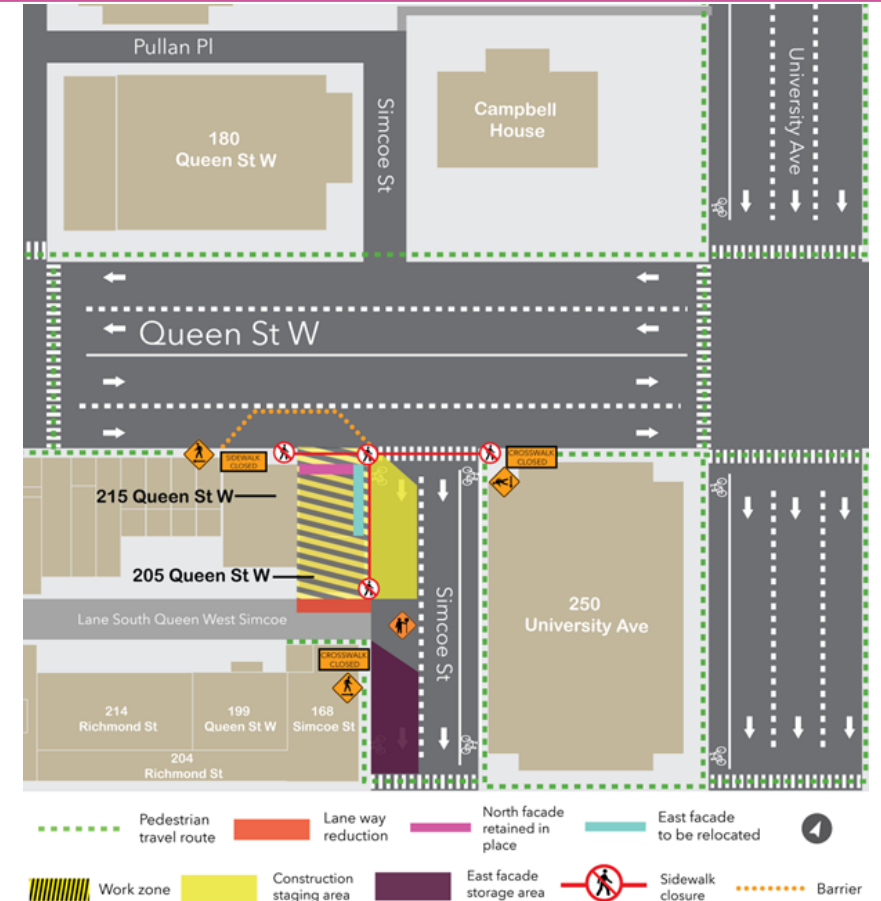 Pullan Pl
180
Queen St W
Simcoe St
Campbell
House
University Ave
Queen St W
SIDEWALK
CLOSED
CROSSWALK
CLOSED
215 Queen St W
205 Queen St W
Lane South Queen West Simcoe
Simcoe St
250
University Ave
CROSSWALK
CLOSED
214
Richmond St
199
Queen St W
168
Simcoe St
204
Richmond St
Pedestrian
travel route
Lane way
reduction
North facade
retained in
place
East facade
to be relocated
Work zone
Construction
staging area
East facade
storage area
Sidewalk
closure
Barrier